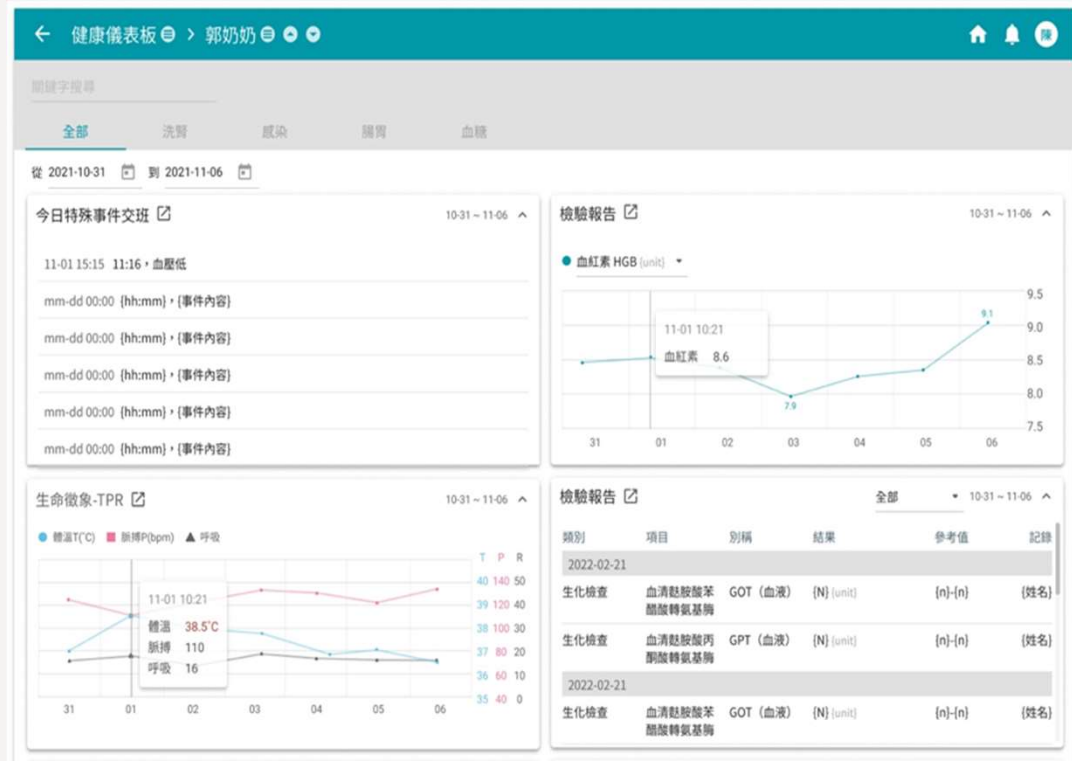 健康儀表板 > 郭奶奶
陳
關鍵字搜尋
全部 洗腎 感染 腸胃 血糖
從 2021-10-31 到 2021-11-06
今日特殊事件交班 10-31 ~ 11-06
11-01 15:15 11:16，血壓低
mm-dd 00:00 {hh:mm}，{事件內容}
mm-dd 00:00 {hh:mm}，{事件內容}
mm-dd 00:00 {hh:mm}，{事件內容}
mm-dd 00:00 {hh:mm}，{事件內容}
mm-dd 00:00 {hh:mm}，{事件內容}
檢驗報告 10-31 ~ 11-06
血紅素 HGB (unit)
9.5
9.1
9.0
11-01 10:21
血紅素 8.6
8.5
8.0
7.9
7.5
31 01 02 03 04 05 06
生命徵象-TPR 10-31 ~ 11-06
體溫T(℃) 脈搏P(bpm) 呼吸
T P R
40 140 50
39 120 40
38 100 30
37 80 20
36 60 10
35 40 0
11-01 10:21
體溫 38.5℃
脈搏 110
呼吸 16
31 01 02 03 04 05 06
檢驗報告 全部 10-31 ~ 11-06
類別 項目 別稱 結果 參考值 記錄
2022-02-21
生化檢查 血清麩胺酸苯 GOT（血液） {N} (unit) {n}-{n} {姓名}
醋酸轉氨基酶
生化檢查 血清麩胺酸丙 GPT（血液） {N} (unit) {n}-{n} {姓名}
酮酸轉氨基酶
2022-02-21
生化檢查 血清麩胺酸苯 GOT（血液） {N} (unit) {n}-{n} {姓名}
醋酸轉氨基酶